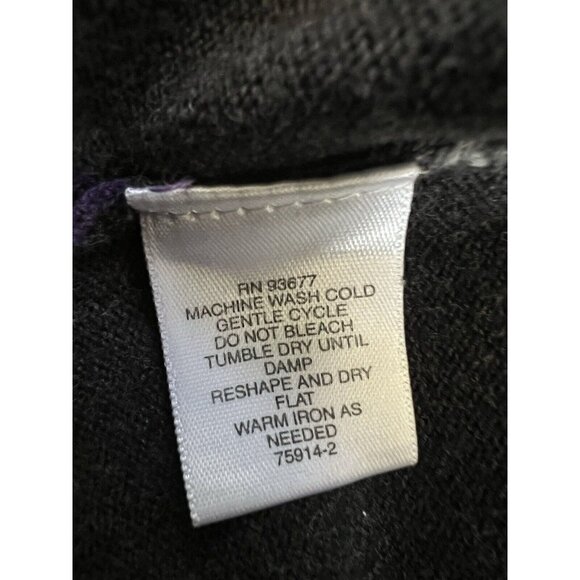 RN 93677
MACHINE WASH COLD
GENTLE CYCLE
DO NOT BLEACH
TUMBLE DRY UNTIL
DAMP
RESHAPE AND DRY
FLAT
WARM IRON AS
NEEDED
75914-2